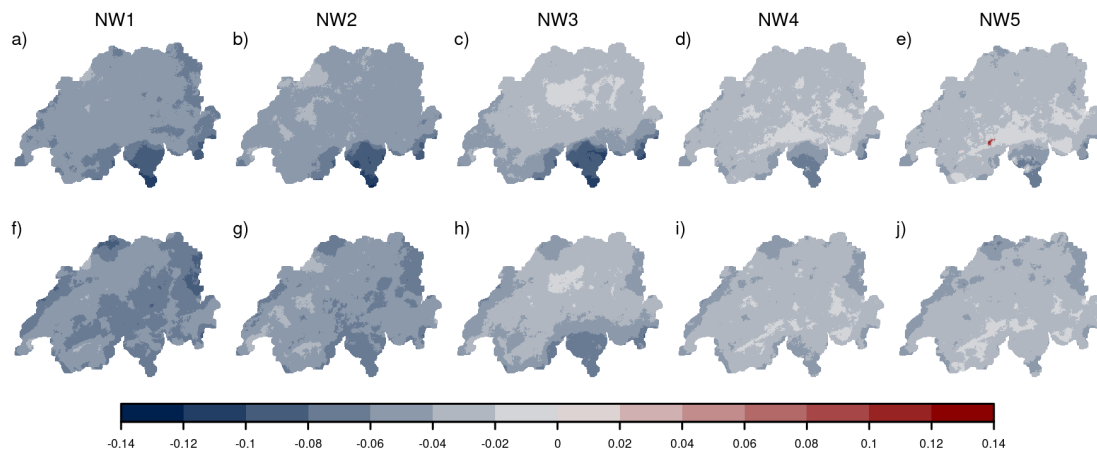 NW1 NW2 NW3 NW4 NW5
a) b) c) d) e)
f) g) h) i) j)
-0.14 -0.12 -0.1 -0.08 -0.06 -0.04 -0.02 0 0.02 0.04 0.06 0.08 0.1 0.12 0.14